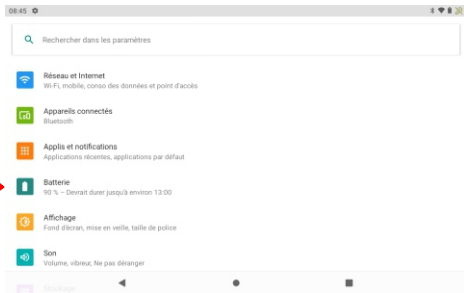 08:45
Rechercher dans les paramètres
Réseau et Internet
Wi-Fi, mobile, conso des données et point d'accès
Appareils connectés
Bluetooth
Applis et notifications
Applications récentes, applications par défaut
Batterie
90 % – Devrait durer jusqu'à environ 13:00
Affichage
Fond d'écran, mise en veille, taille de police
Son
Volume, vibreur, Ne pas déranger
Stockage